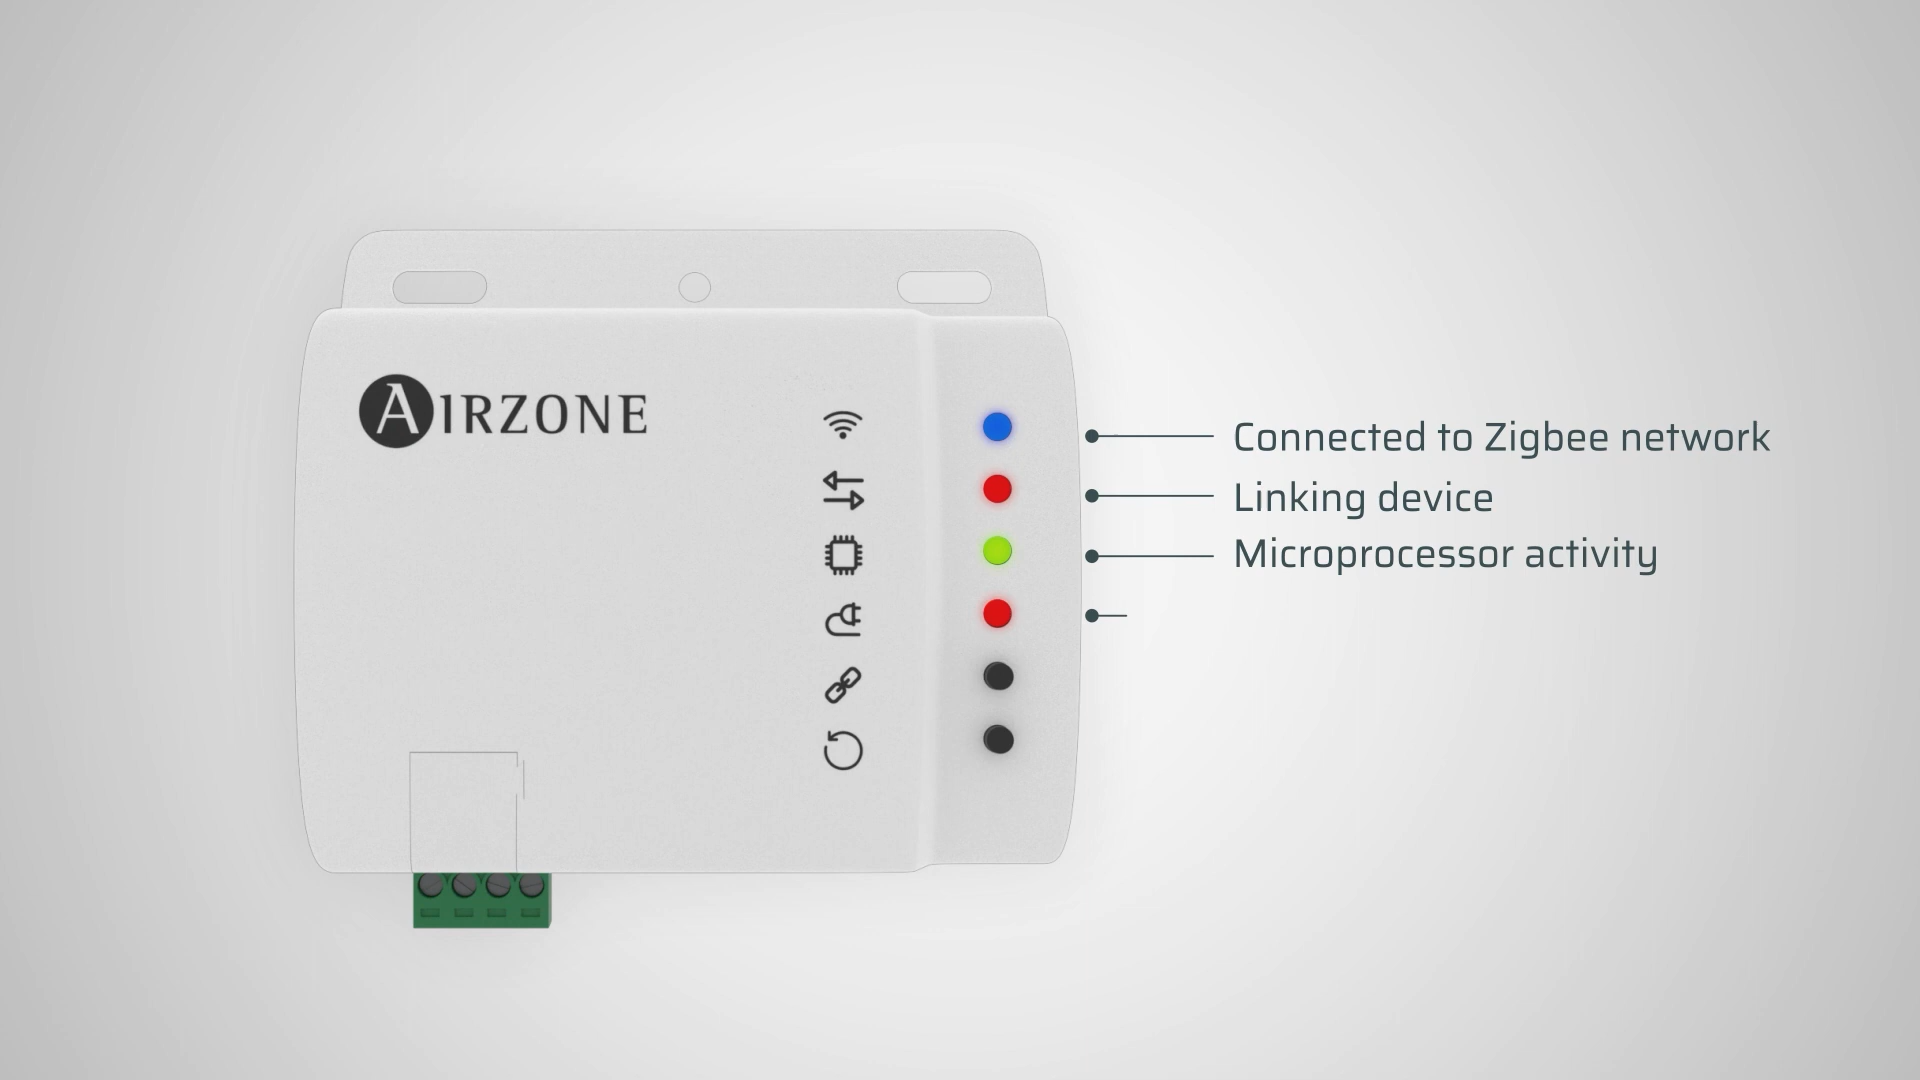 AIRZONE
Connected to Zigbee network
Linking device
Microprocessor activity